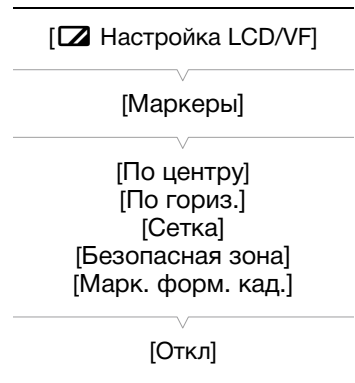 [Настройка LCD/VF]
[Маркеры]
[По центру]
[По гориз.]
[Сетка]
[Безопасная зона]
[Марк. форм. кад.]
[Откл]